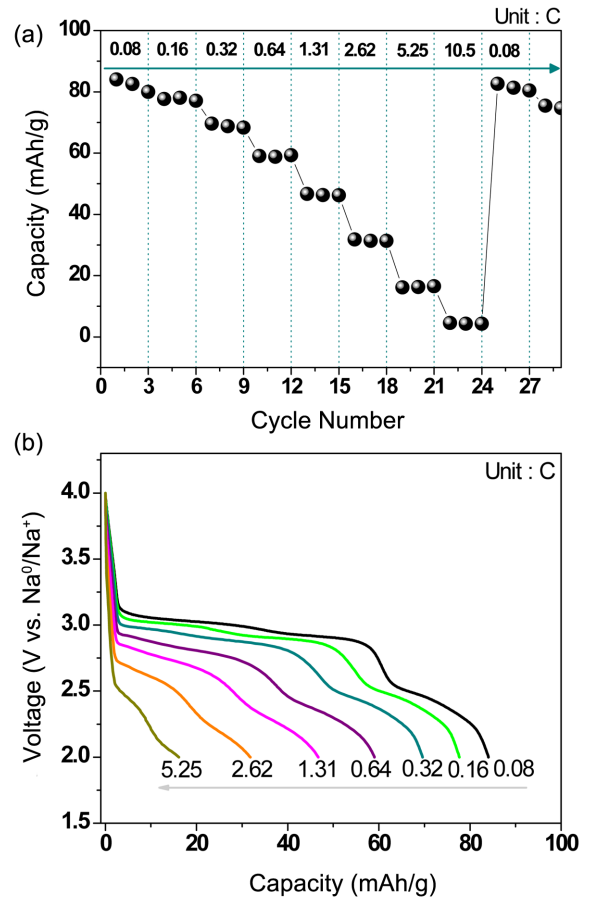 Unit : C
(a)
0.08 0.16 0.32 0.64 1.31 2.62 5.25 10.5 0.08
100
80
60
40
20
0
Capacity (mAh/g)
0 3 6 9 12 15 18 21 24 27
Cycle Number
(b)
Unit : C
4.0
3.5
3.0
2.5
2.0
1.5
Voltage (V vs. Na⁰/Na⁺)
5.25 2.62 1.31 0.64 0.32 0.16 0.08
0 20 40 60 80 100
Capacity (mAh/g)